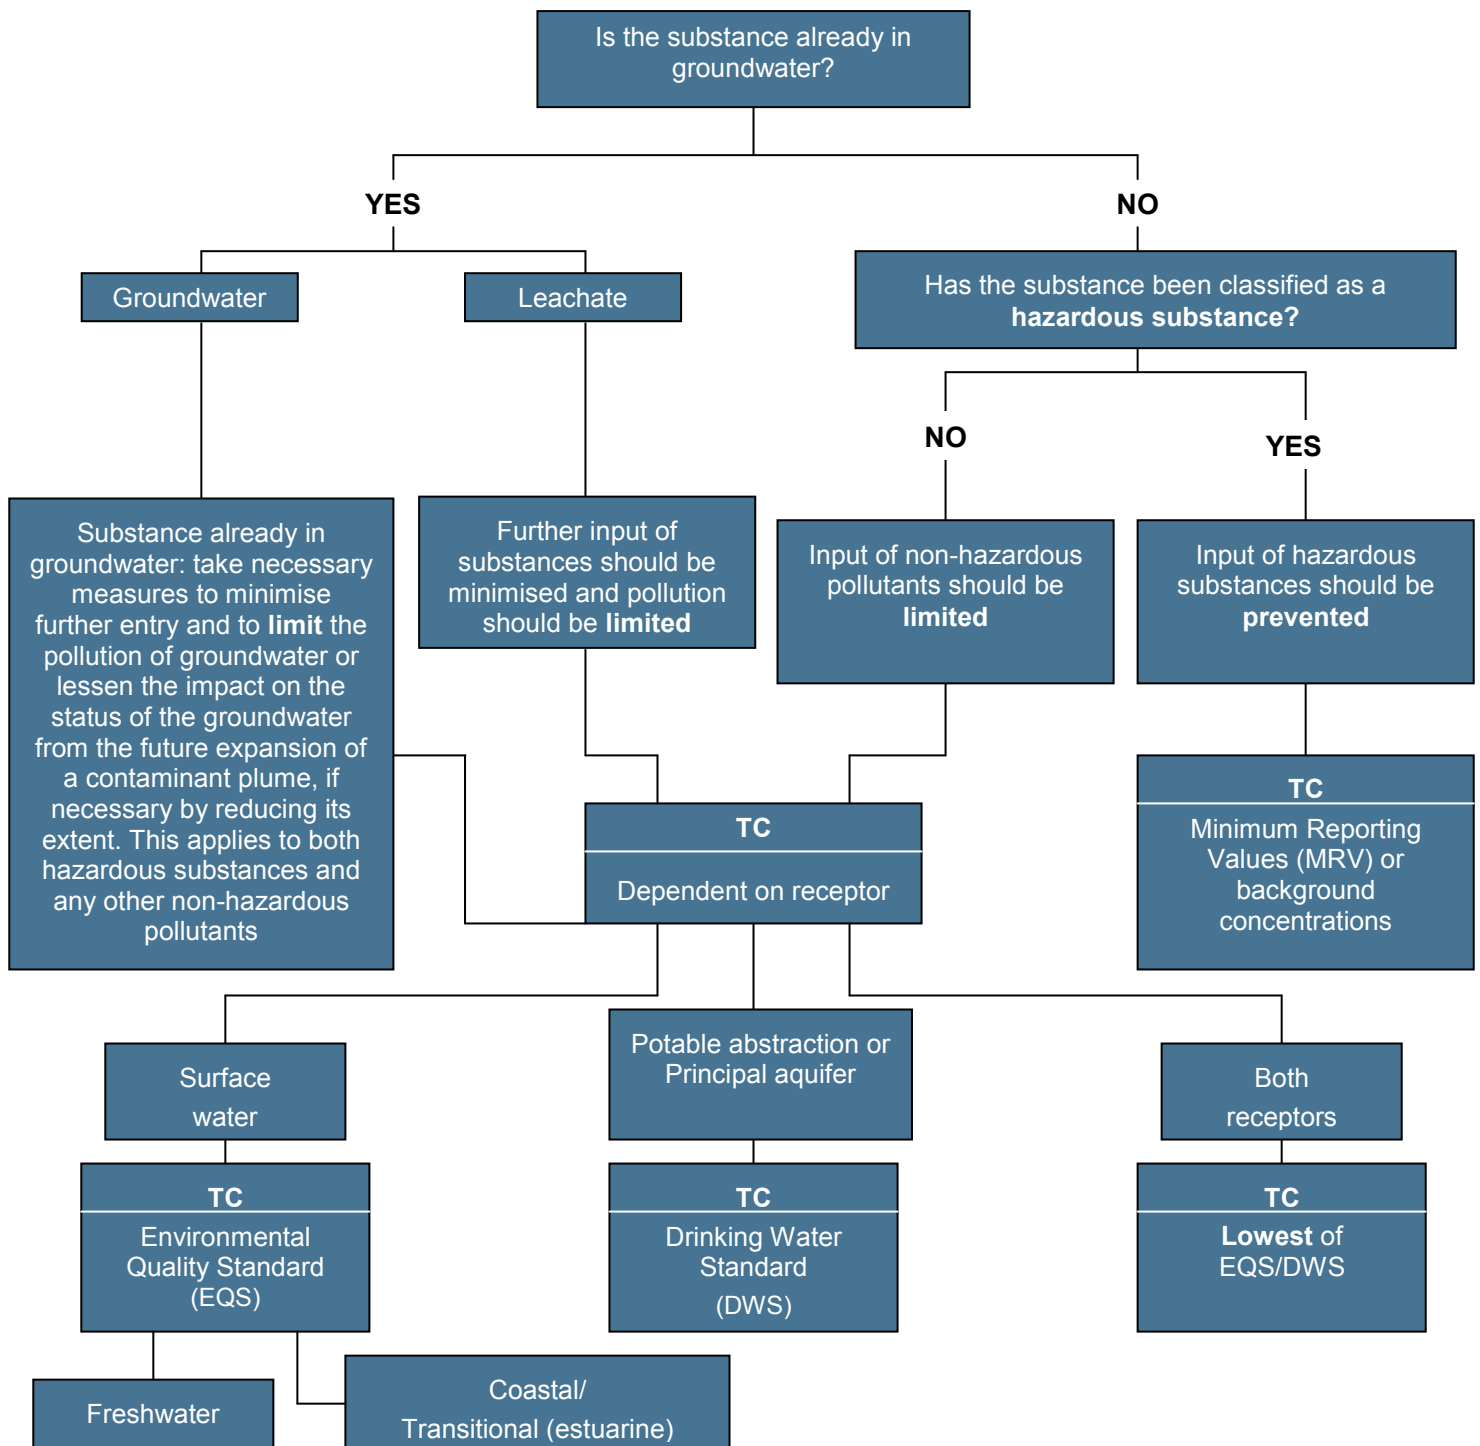 Is the substance already in
groundwater?
YES
NO
Groundwater
Leachate
Has the substance been classified as a
hazardous substance?
NO
YES
Substance already in
groundwater: take necessary
measures to minimise
further entry and to limit the
pollution of groundwater or
lessen the impact on the
status of the groundwater
from the future expansion of
a contaminant plume, if
necessary by reducing its
extent. This applies to both
hazardous substances and
any other non-hazardous
pollutants
Further input of
substances should be
minimised and pollution
should be limited
Input of non-hazardous
pollutants should be
limited
Input of hazardous
substances should be
prevented
TC
Dependent on receptor
TC
Minimum Reporting
Values (MRV) or
background
concentrations
Surface
water
Potable abstraction or
Principal aquifer
Both
receptors
TC
Environmental
Quality Standard
(EQS)
TC
Drinking Water
Standard
(DWS)
TC
Lowest of
EQS/DWS
Freshwater
Coastal/
Transitional (estuarine)